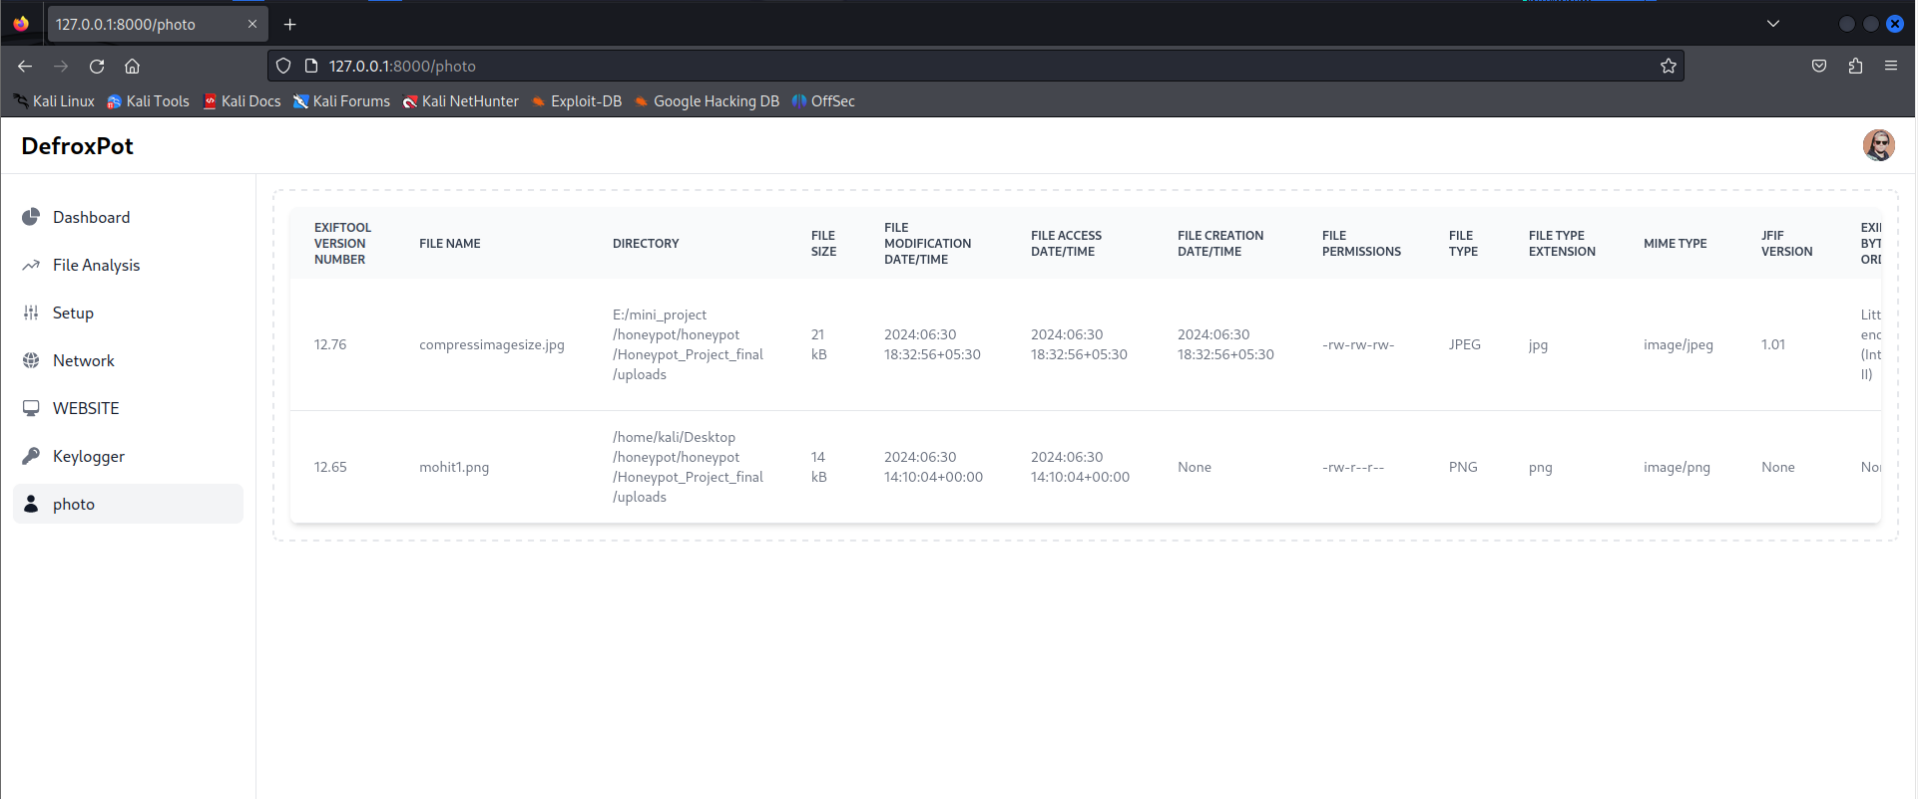 127.0.0.1:8000/photo
127.0.0.1:8000/photo
Kali Linux Kali Tools Kali Docs Kali Forums Kali NetHunter Exploit-DB Google Hacking DB OffSec
DefroxPot
Dashboard
File Analysis
Setup
Network
WEBSITE
Keylogger
photo
EXIFTOOL
VERSION
NUMBER
FILE NAME
DIRECTORY
FILE
SIZE
FILE
MODIFICATION
DATE/TIME
FILE ACCESS
DATE/TIME
FILE CREATION
DATE/TIME
FILE
PERMISSIONS
FILE
TYPE
FILE TYPE
EXTENSION
MIME TYPE
JFIF
VERSION
12.76
compressimagesize.jpg
E:/mini_project
/honeypot/honeypot
/Honeypot_Project_final
/uploads
21
kB
2024:06:30
18:32:56+05:30
2024:06:30
18:32:56+05:30
2024:06:30
18:32:56+05:30
-rw-rw-rw-
JPEG
jpg
image/jpeg
1.01
Litt
enc
(Int
II)
12.65
mohit1.png
/home/kali/Desktop
/honeypot/honeypot
/Honeypot_Project_final
/uploads
14
kB
2024:06:30
14:10:04+00:00
2024:06:30
14:10:04+00:00
None
-rw-r--r--
PNG
png
image/png
None